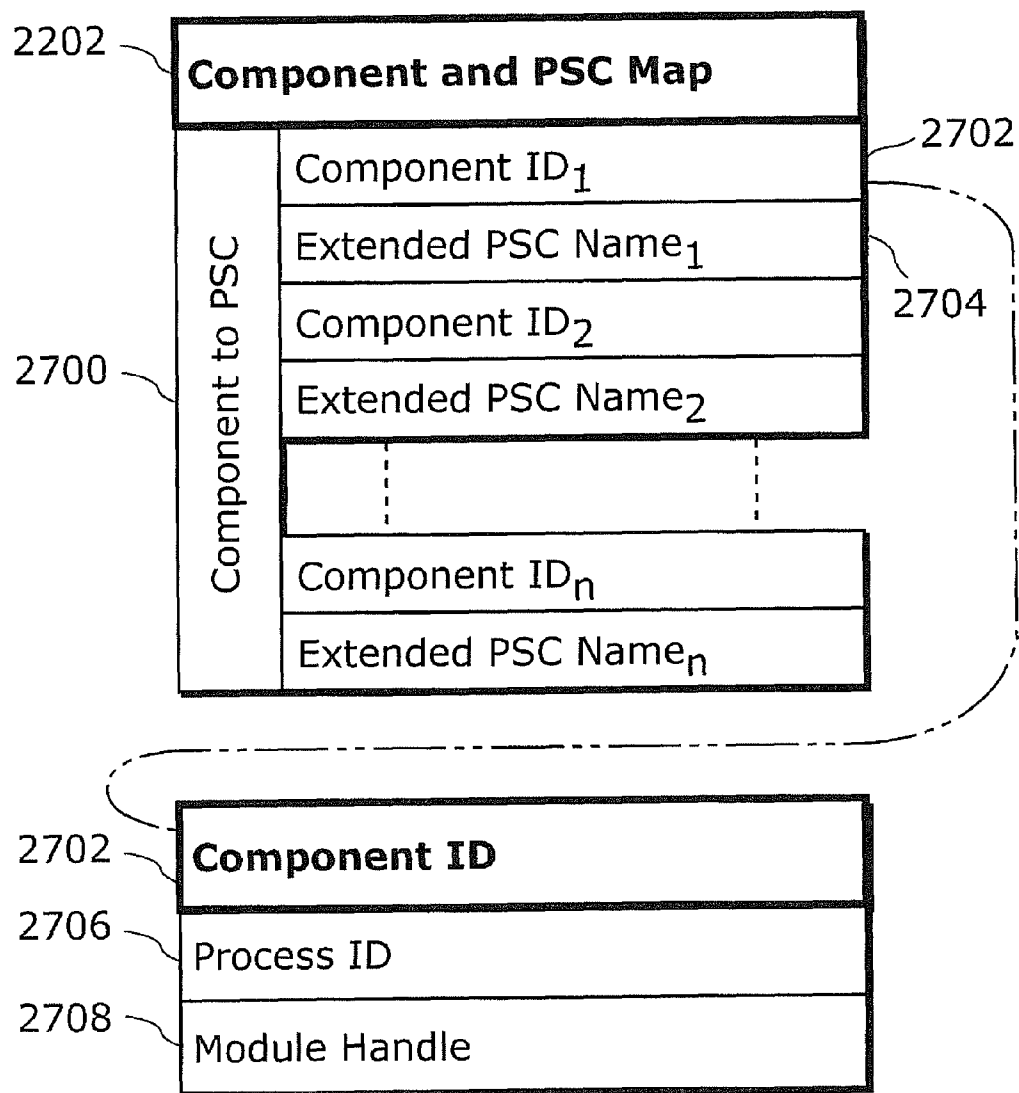 2202
Component and PSC Map
2702
Component ID1
Extended PSC Name1
2704
Component to PSC
Component ID2
2700
Extended PSC Name2
Component IDn
Extended PSC Namen
2702
Component ID
2706
Process ID
2708
Module Handle